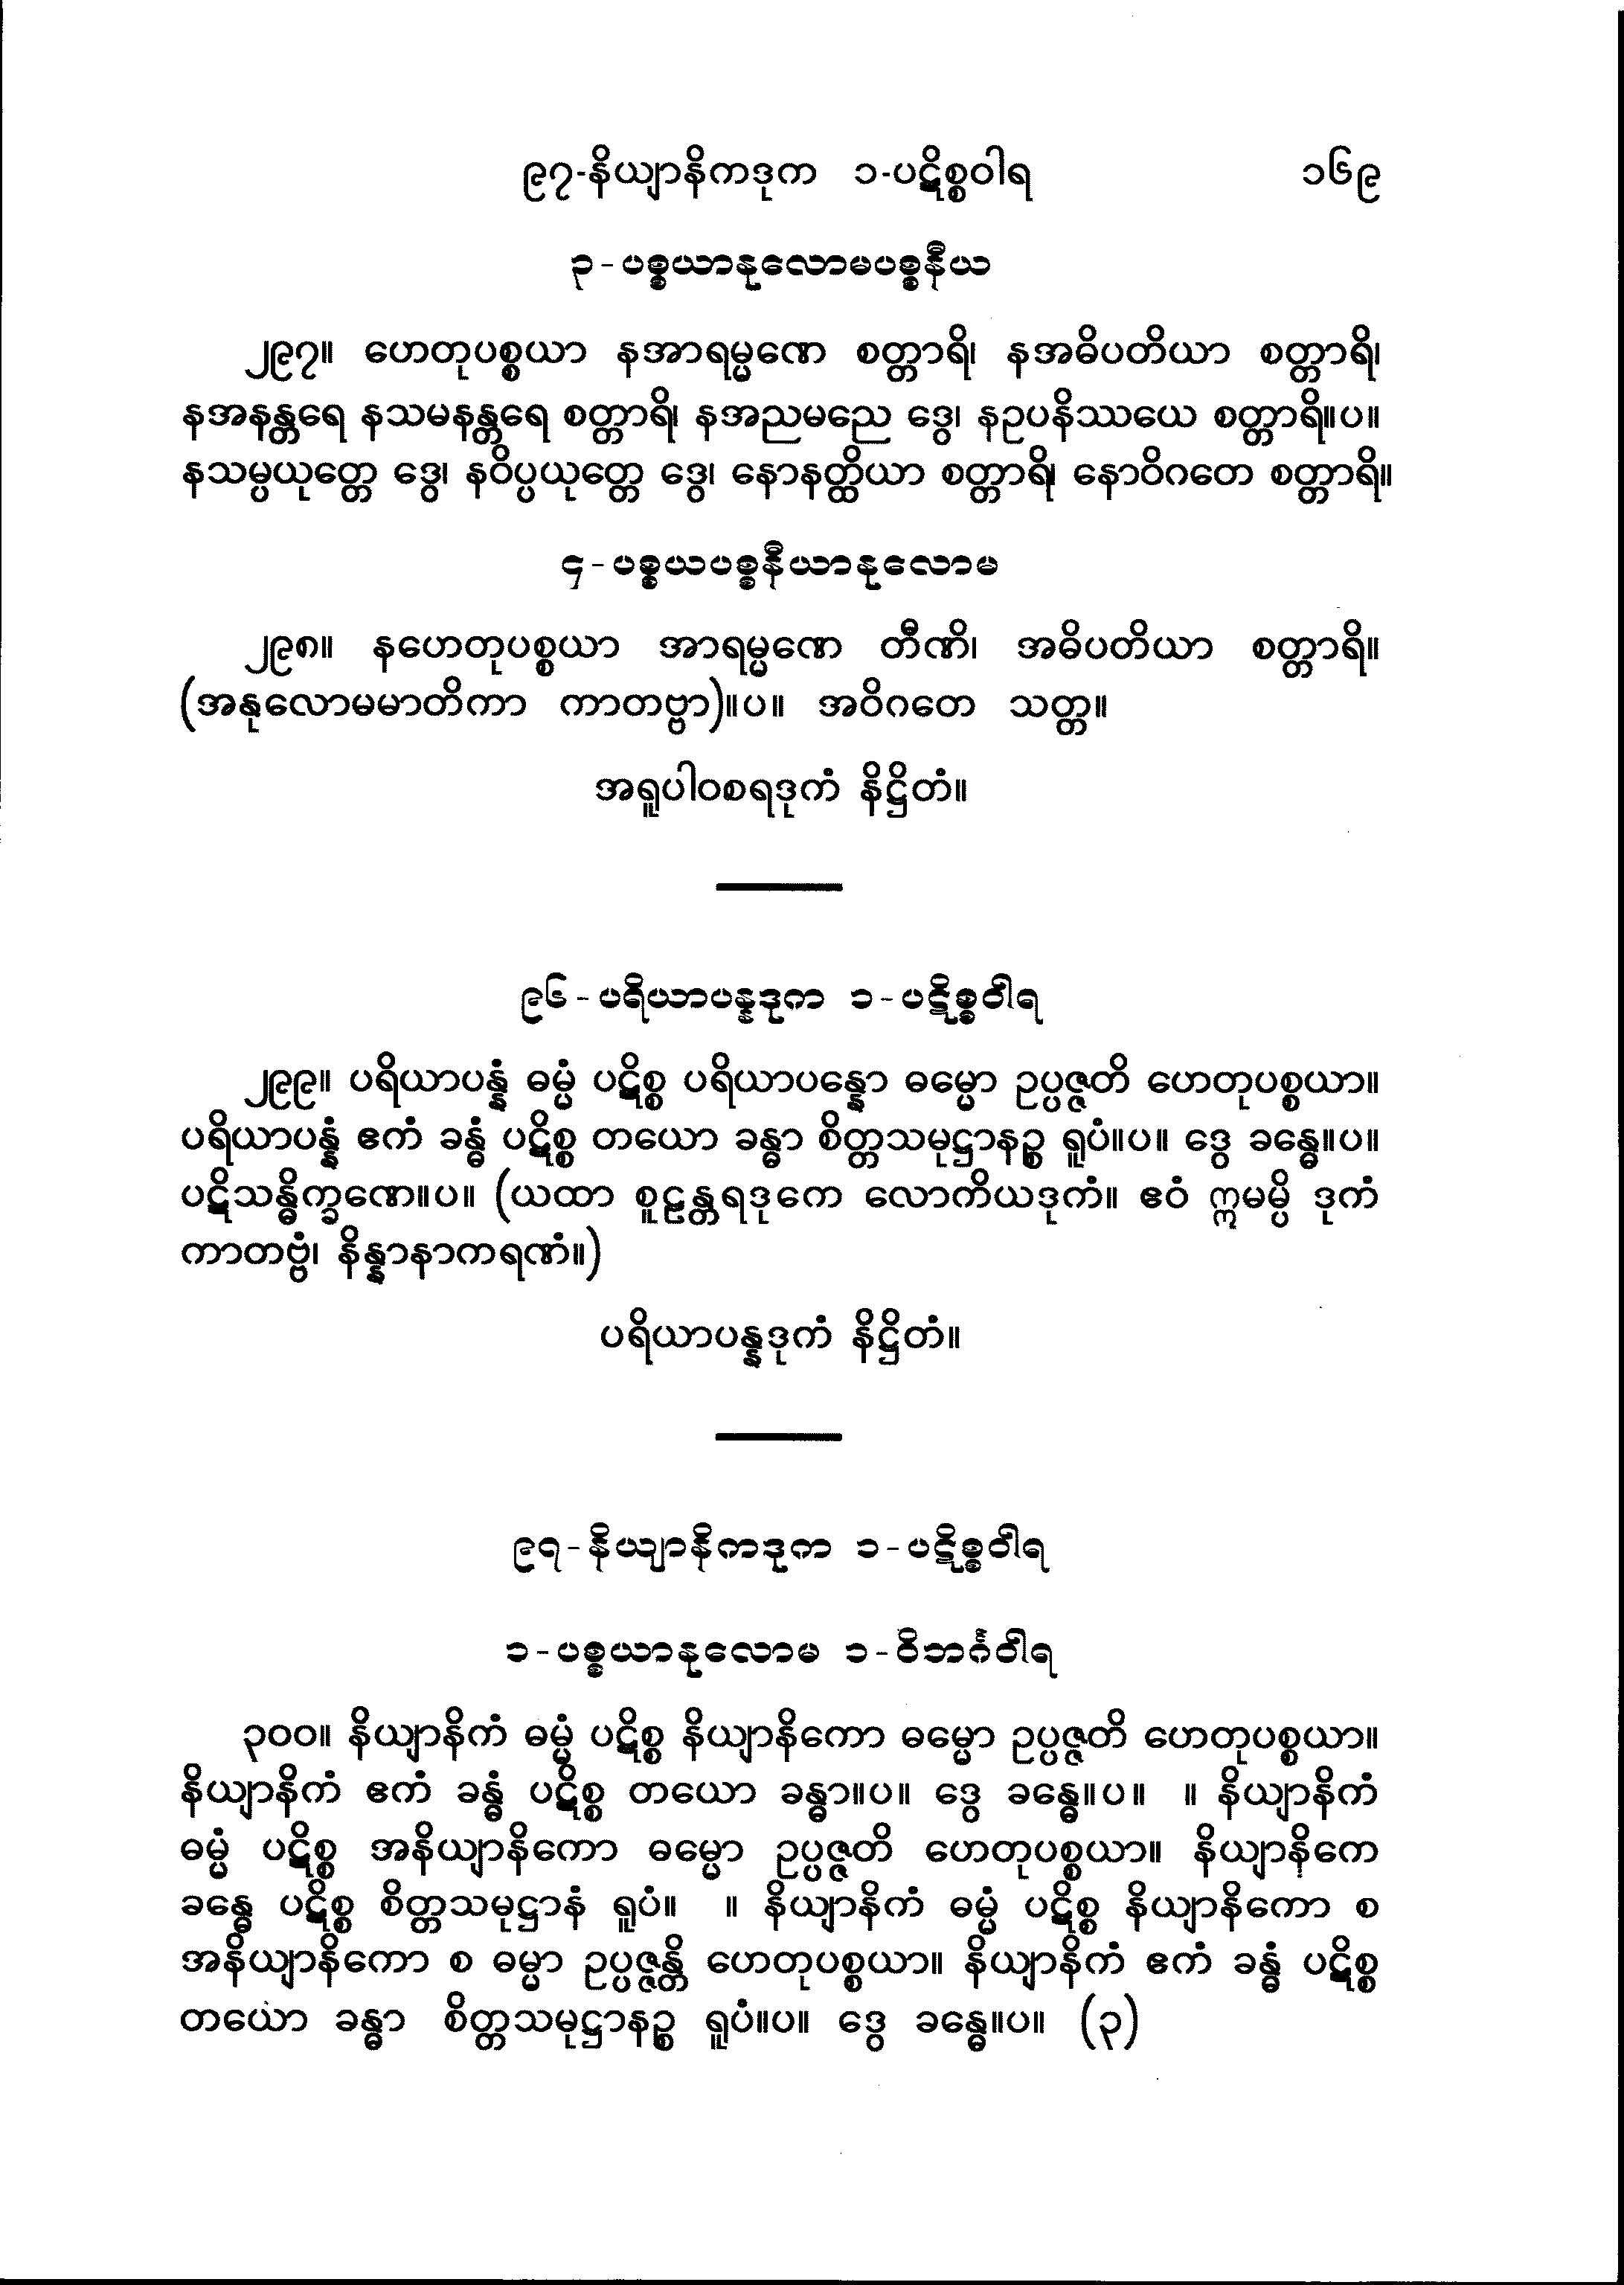 ၉၇-နိယျာနိကဒုက ၁-ပဋိစ္စဝါရ ၁၆၉
၃-ပစ္စယာနုလောမပစ္စနီယ
၂၉၇။ ဟေတုပစ္စယာ နအာရမ္မဏေ စတ္တာရိ၊ နအဓိပတိယာ စတ္တာရိ၊
နအနန္တရေ နသမနန္တရေ စတ္တာရိ၊ နအညမညေ ဒွေ၊ နဥပနိဿယေ စတ္တာရိ။ပ။
နသမ္ပယုတ္တေ ဒွေ၊ နဝိပ္ပယုတ္တေ ဒွေ၊ နောနတ္ထိယာ စတ္တာရိ၊ နောဝိဂတေ စတ္တာရိ။
၄-ပစ္စယပစ္စနီယာနုလောမ
၂၉၈။ နဟေတုပစ္စယာ အာရမ္မဏေ တီဏိ၊ အဓိပတိယာ စတ္တာရိ။
(အနုလောမမာတိကာ ကာတဗ္ဗာ)။ပ။ အဝိဂတေ သတ္တ။
အရူပါဝစရဒုကံ နိဋ္ဌိတံ။
၉၆-ပရိယာပန္နဒုက ၁-ပဋိစ္စဝါရ
၂၉၉။ ပရိယာပန္နံ ဓမ္မံ ပဋိစ္စ ပရိယာပန္နော ဓမ္မော ဥပ္ပဇ္ဇတိ ဟေတုပစ္စယာ။
ပရိယာပန္နံ ဧကံ ခန္ဓံ ပဋိစ္စ တယော ခန္ဓာ စိတ္တသမုဋ္ဌာနဉ္စ ရူပံ။ပ။ ဒွေ ခန္ဓေ။ပ။
ပဋိသန္ဓိက္ခဏေ။ပ။ (ယထာ စူဠန္တရဒုကေ လောကိယဒုကံ။ ဧဝံ ဣမမ္ပိ ဒုကံ
ကာတဗ္ဗံ၊ နိန္နာနာကရဏံ။)
ပရိယာပန္နဒုကံ နိဋ္ဌိတံ။
၉၇-နိယျာနိကဒုက ၁-ပဋိစ္စဝါရ
၁-ပစ္စယာနုလောမ ၁-ဝိဘင်္ဂဝါရ
၃၀၀။ နိယျာနိကံ ဓမ္မံ ပဋိစ္စ နိယျာနိကော ဓမ္မော ဥပ္ပဇ္ဇတိ ဟေတုပစ္စယာ။
နိယျာနိကံ ဧကံ ခန္ဓံ ပဋိစ္စ တယော ခန္ဓာ။ပ။ ဒွေ ခန္ဓေ။ပ။ ။ နိယျာနိကံ
ဓမ္မံ ပဋိစ္စ အနိယျာနိကော ဓမ္မော ဥပ္ပဇ္ဇတိ ဟေတုပစ္စယာ။ နိယျာနိကေ
ခန္ဓေ ပဋိစ္စ စိတ္တသမုဋ္ဌာနံ ရူပံ။ ။ နိယျာနိကံ ဓမ္မံ ပဋိစ္စ နိယျာနိကော စ
အနိယျာနိကော စ ဓမ္မာ ဥပ္ပဇ္ဇန္တိ ဟေတုပစ္စယာ။ နိယျာနိကံ ဧကံ ခန္ဓံ ပဋိစ္စ
တယော ခန္ဓာ စိတ္တသမုဋ္ဌာနဉ္စ ရူပံ။ပ။ ဒွေ ခန္ဓေ။ပ။ (၃)